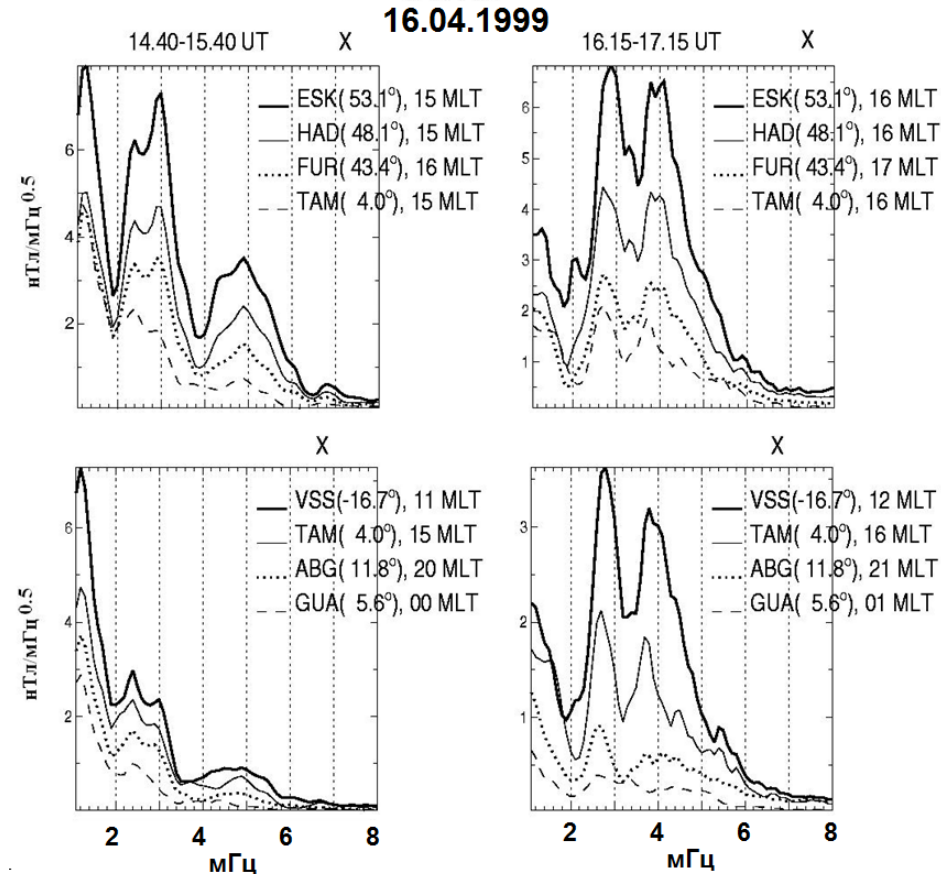 16.04.1999
14.40-15.40 UT X
16.15-17.15 UT X
ESK( 53.1°), 15 MLT
HAD( 48.1°), 15 MLT
FUR( 43.4°), 16 MLT
TAM( 4.0°), 15 MLT
6
4
2
нТл/мГц0.5
ESK( 53.1°), 16 MLT
HAD( 48.1°), 16 MLT
FUR( 43.4°), 17 MLT
TAM( 4.0°), 16 MLT
6
5
4
3
2
1
X
VSS(-16.7°), 11 MLT
TAM( 4.0°), 15 MLT
ABG( 11.8°), 20 MLT
GUA( 5.6°), 00 MLT
6
4
2
нТл/мГц0.5
2 4 6 8
мГц
X
VSS(-16.7°), 12 MLT
TAM( 4.0°), 16 MLT
ABG( 11.8°), 21 MLT
GUA( 5.6°), 01 MLT
3
2
1
2 4 6 8
мГц